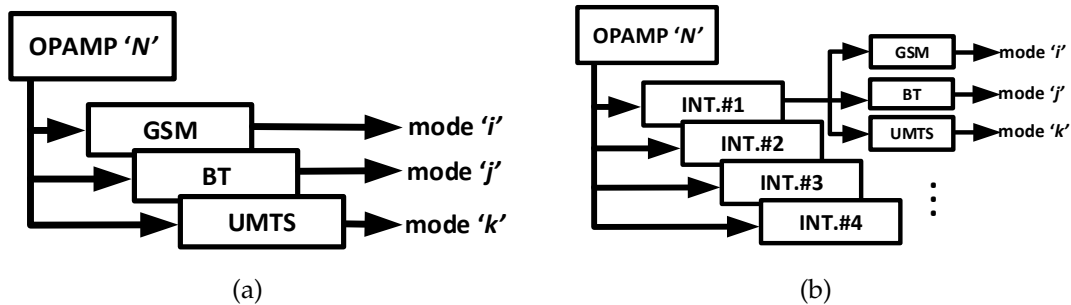 OPAMP ‘N’
GSM
mode ‘i’
BT
mode ‘j’
UMTS
mode ‘k’
(a)
OPAMP ‘N’
GSM
mode ‘i’
INT.#1
BT
mode ‘j’
INT.#2
UMTS
mode ‘k’
INT.#3
INT.#4
(b)